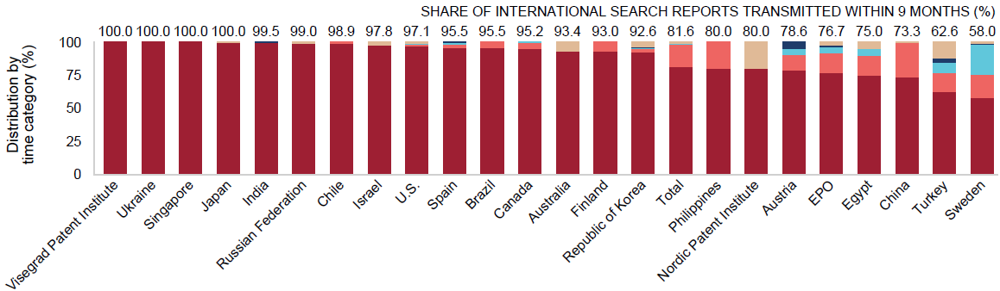 SHARE OF INTERNATIONAL SEARCH REPORTS TRANSMITTED WITHIN 9 MONTHS (%)
100.0 100.0 100.0 100.0 99.5 99.0 98.9 97.8 97.1 95.5 95.5 95.2 93.4 93.0 92.6 81.6 80.0 80.0 78.6 76.7 75.0 73.3 62.6 58.0
Distribution by
time category (%)
100
75
50
25
0
Visegrad Patent Institute
Ukraine
Singapore
Japan
India
Russian Federation
Chile
Israel
U.S.
Spain
Brazil
Canada
Australia
Finland
Republic of Korea
Total
Philippines
Nordic Patent Institute
Austria
EPO
Egypt
China
Turkey
Sweden